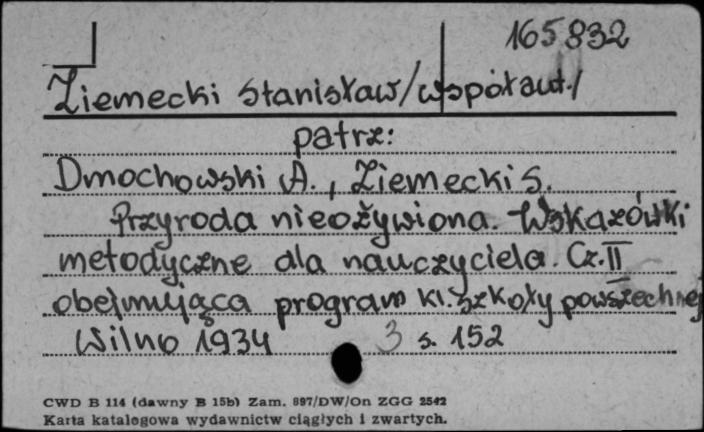 165832
Ziemecki Stanisław /współaut./
patrz:
Dmochowski A., Ziemecki S.
Przyroda nieożywiona. Wskazówki
metodyczne dla nauczyciela. Cz. II
obejmująca program kl. szkoły powszechnej
Wilno 1934 3 s. 152
CWD B 114 (dawny B 15b) Zam. 897/DW/On ZGG 2542
Karta katalogowa wydawnictw ciągłych i zwartych.